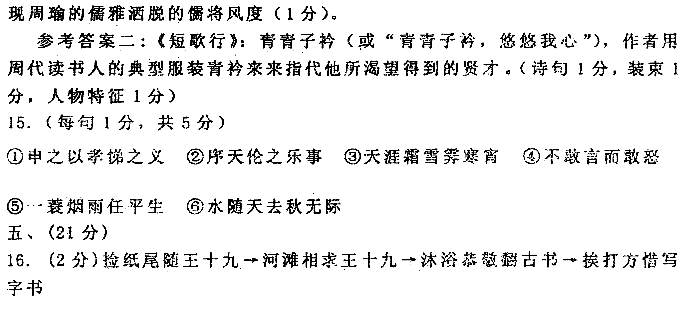 现周瑜的儒雅洒脱的儒将风度（1分）。
参考答案二：《短歌行》：青青子衿（或“青青子衿，悠悠我心”），作者用
周代读书人的典型服装青衿来来指代他所渴望得到的贤才。（诗句1分，装束1
分，人物特征1分）
15.（每句1分，共5分）
①申之以孝悌之义 ②序天伦之乐事 ③天涯霜雪霁寒宵 ④不敢言而敢怒
⑤一蓑烟雨任平生 ⑥水随天去秋无际
五、(21分)
16.（2分）捡纸尾随王十九→河滩相求王十九→沐浴恭敬翻古书→挨打方惜写
字书